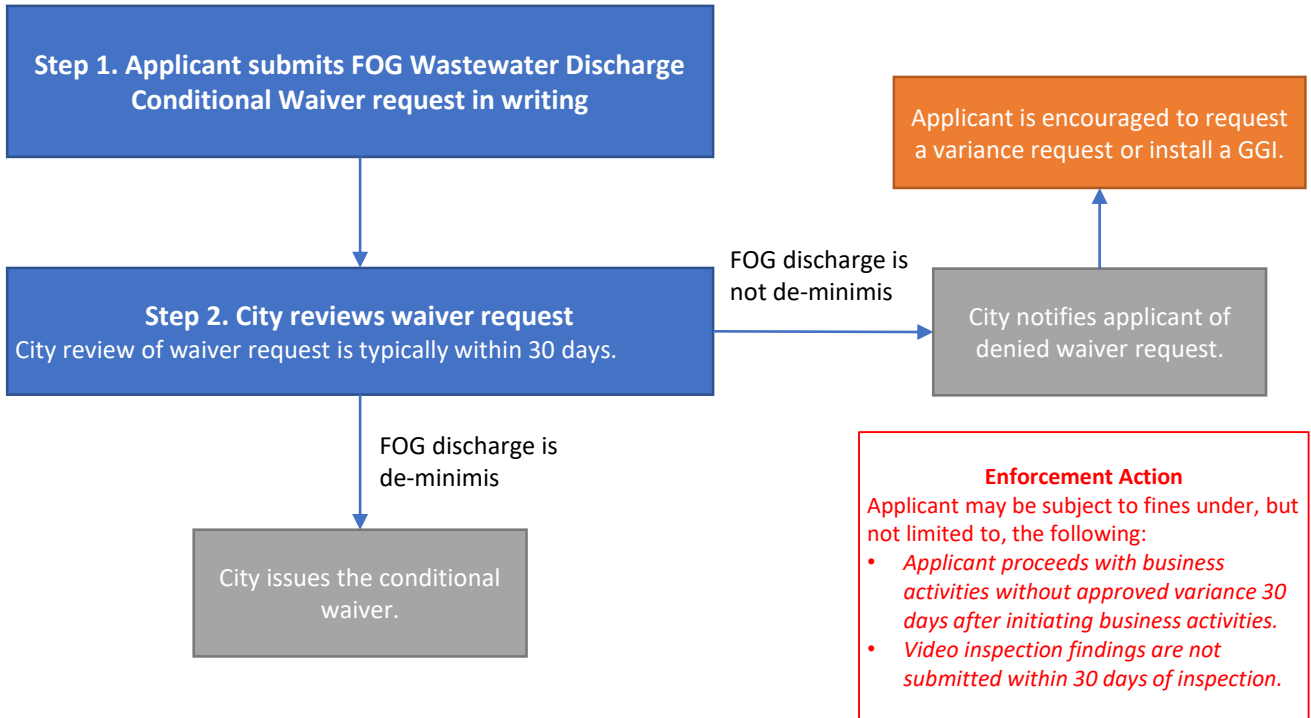 Step 1. Applicant submits FOG Wastewater Discharge
Conditional Waiver request in writing
Applicant is encouraged to request
a variance request or install a GGI.
FOG discharge is
not de-minimis
Step 2. City reviews waiver request
City review of waiver request is typically within 30 days.
City notifies applicant of
denied waiver request.
FOG discharge is
de-minimis
City issues the conditional
waiver.
Enforcement Action
Applicant may be subject to fines under, but
not limited to, the following:
• Applicant proceeds with business
activities without approved variance 30
days after initiating business activities.
• Video inspection findings are not
submitted within 30 days of inspection.